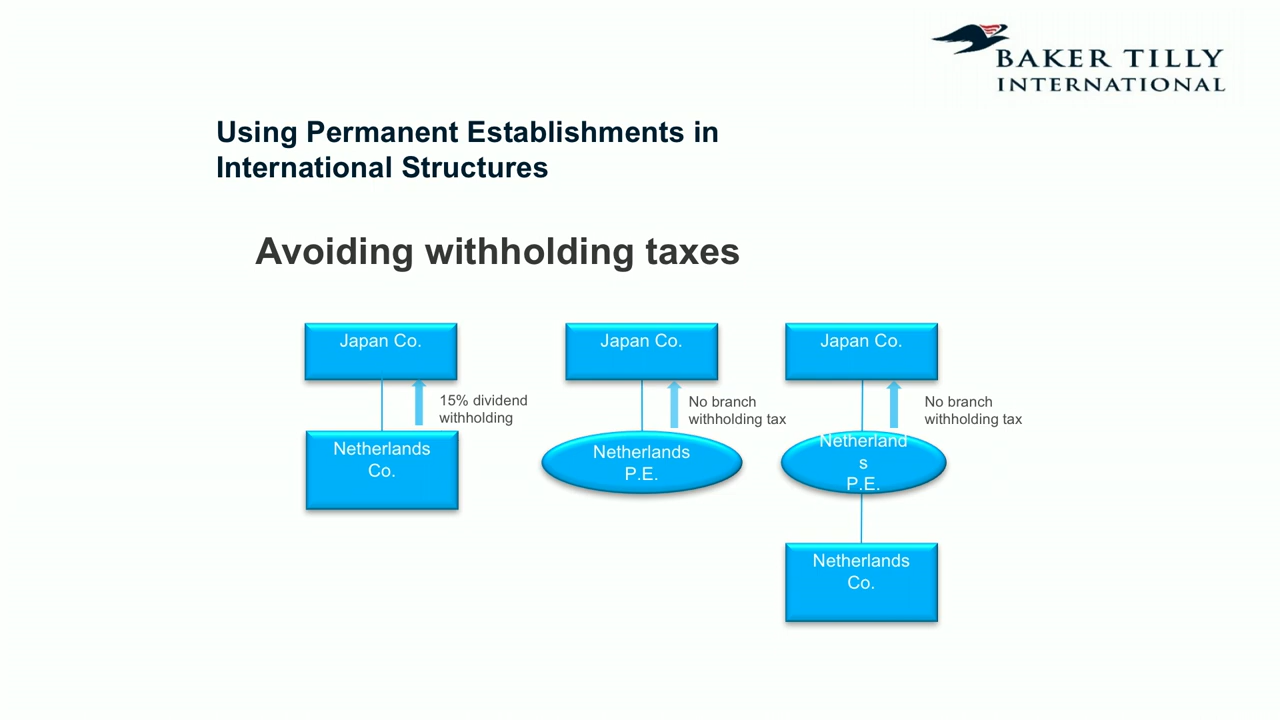 BAKER TILLY
INTERNATIONAL
Using Permanent Establishments in
International Structures
Avoiding withholding taxes
Japan Co.
15% dividend
withholding
Netherlands
Co.
Japan Co.
No branch
withholding tax
Netherlands
P.E.
Japan Co.
No branch
withholding tax
Netherland
s
P.E.
Netherlands
Co.